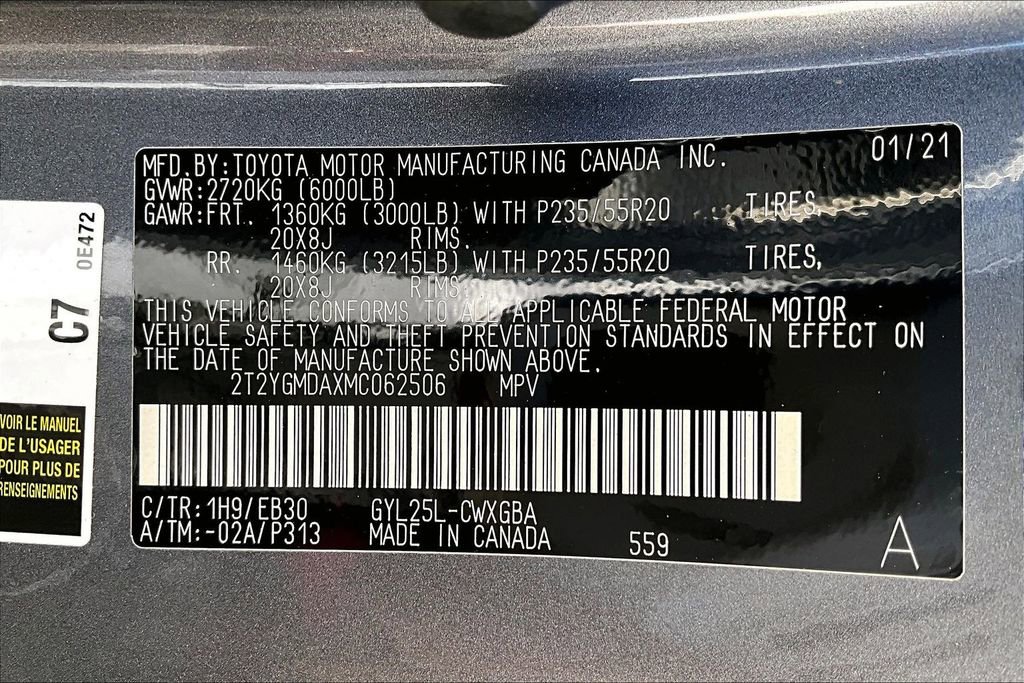 MFD.BY:TOYOTA MOTOR MANUFACTURING CANADA INC. 01/21
GVWR:2720KG (6000LB)
GAWR:FRT. 1360KG (3000LB) WITH P235/55R20 TIRES,
20X8J RIMS.
RR. 1460KG (3215LB) WITH P235/55R20 TIRES,
20X8J RIMS.
THIS VEHICLE CONFORMS TO ALL APPLICABLE FEDERAL MOTOR
VEHICLE SAFETY AND THEFT PREVENTION STANDARDS IN EFFECT ON
THE DATE OF MANUFACTURE SHOWN ABOVE.
2T2YGMDAXMC062506 MPV
C/TR:1H9/EB30 GYL25L-CWXGBA
A/TM:-02A/P313 MADE IN CANADA 559 A
0E472
C7
VOIR LE MANUEL
DE L'USAGER
POUR PLUS DE
RENSEIGNEMENTS